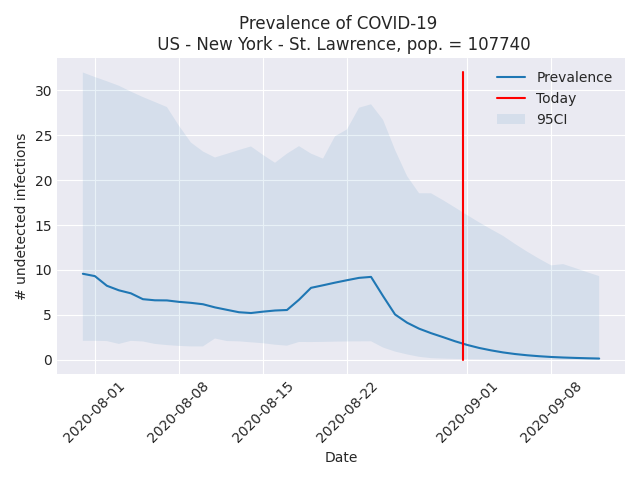 Prevalence of COVID-19
US - New York - St. Lawrence, pop. = 107740
Prevalence
Today
95CI
# undetected infections
30
25
20
15
10
5
0
2020-08-01
2020-08-08
2020-08-15
2020-08-22
2020-09-01
2020-09-08
Date